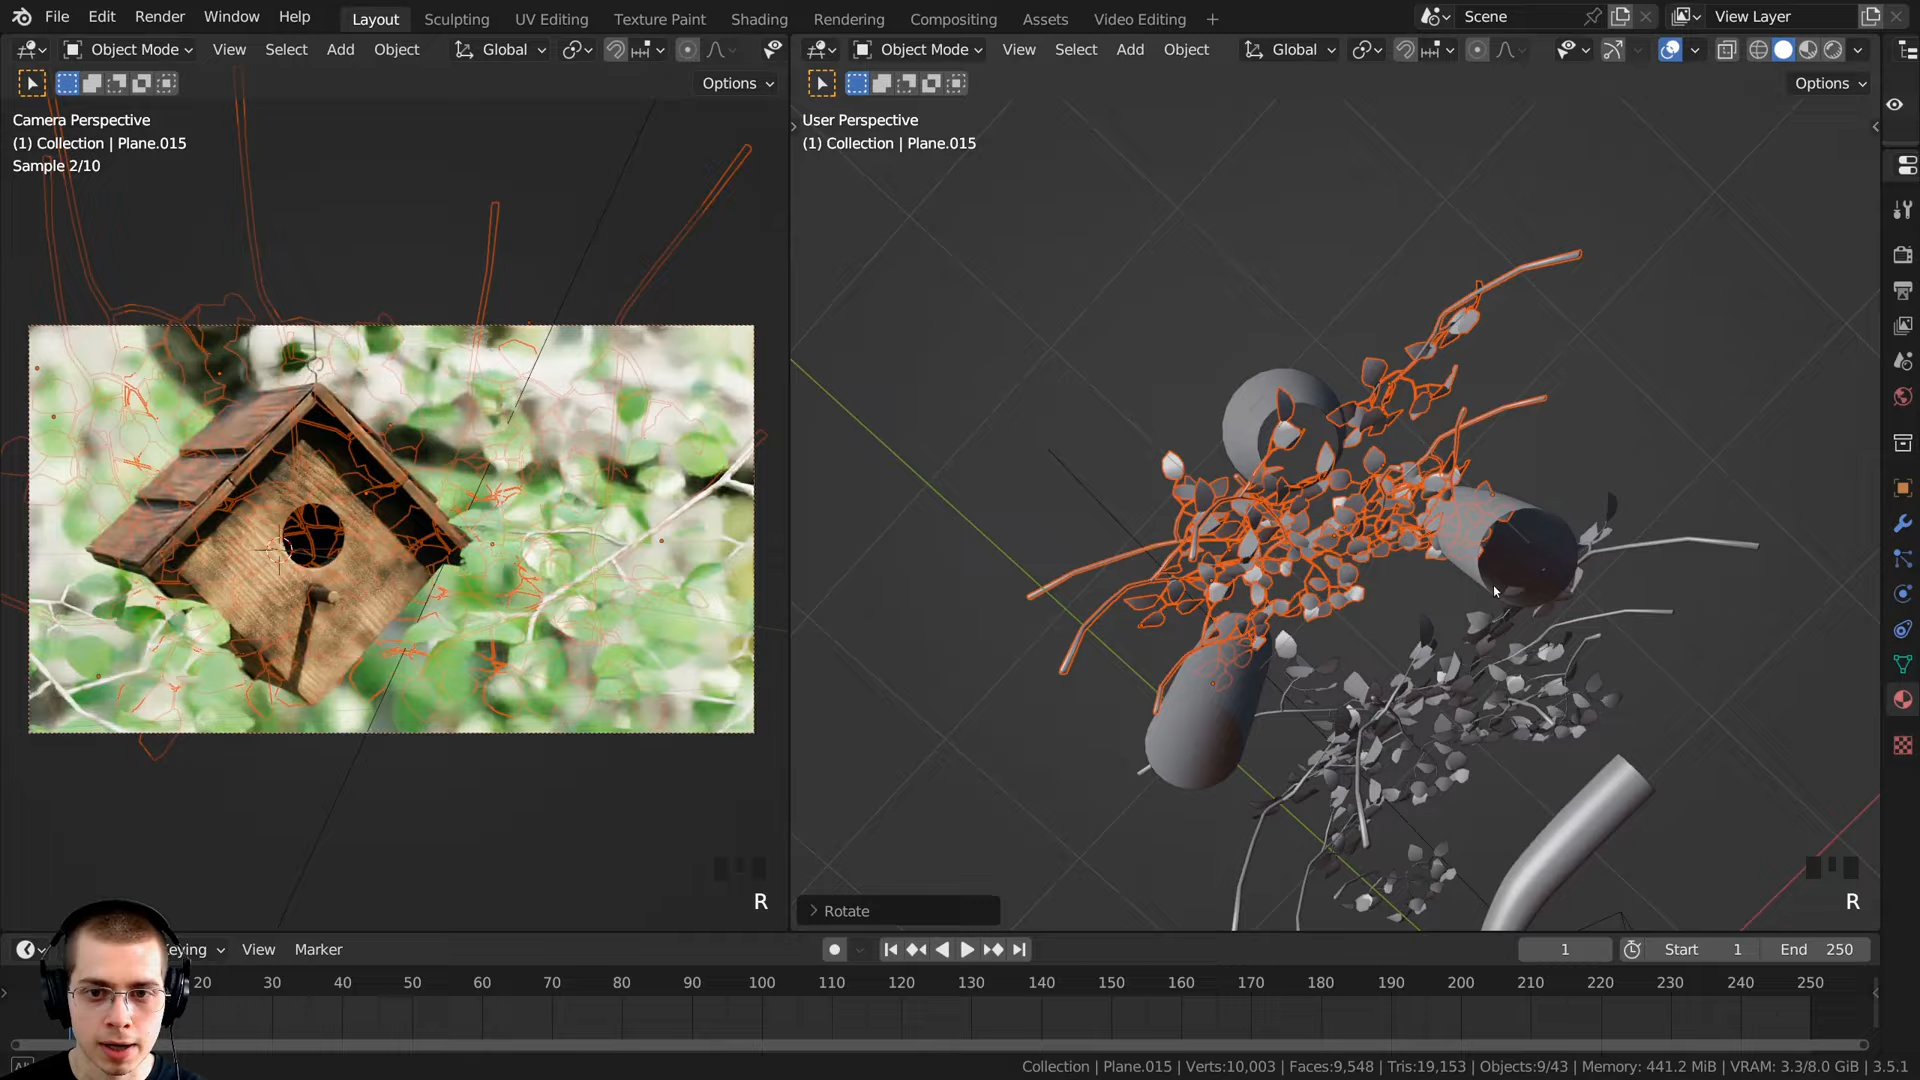 File Edit Render Window Help Layout Sculpting UV Editing Texture Paint Shading Rendering Compositing Assets Video Editing + Scene View Layer
Object Mode View Select Add Object Global
Object Mode View Select Add Object Global
Options
Options
Camera Perspective
(1) Collection | Plane.015
Sample 2/10
User Perspective
(1) Collection | Plane.015
R
R
Rotate
Keying View Marker 1 Start 1 End 250
20 30 40 50 60 70 80 90 100 110 120 130 140 150 160 170 180 190 200 210 220 230 240 250
Collection | Plane.015 | Verts:10,003 | Faces:9,548 | Tris:19,153 | Objects:9/43 | Memory: 441.2 MiB | VRAM: 3.3/8.0 GiB | 3.5.1